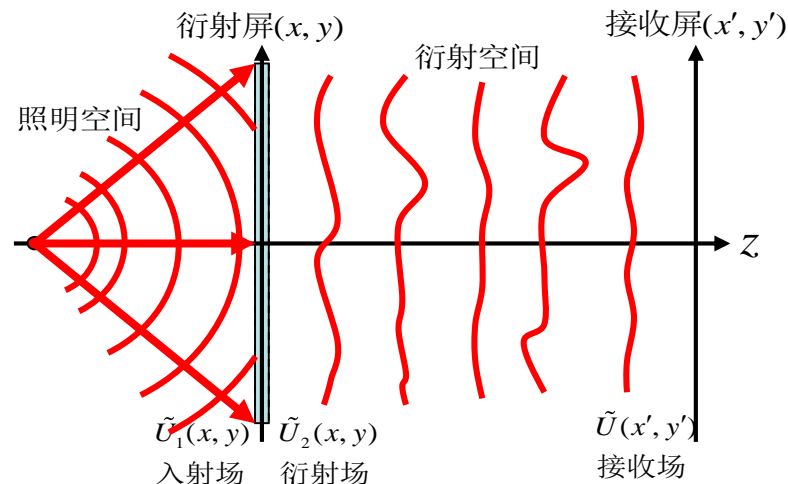 衍射屏(x, y)
接收屏(x′, y′)
衍射空间
照明空间
z
Ũ₁(x, y)
Ũ₂(x, y)
Ũ(x′, y′)
入射场
衍射场
接收场